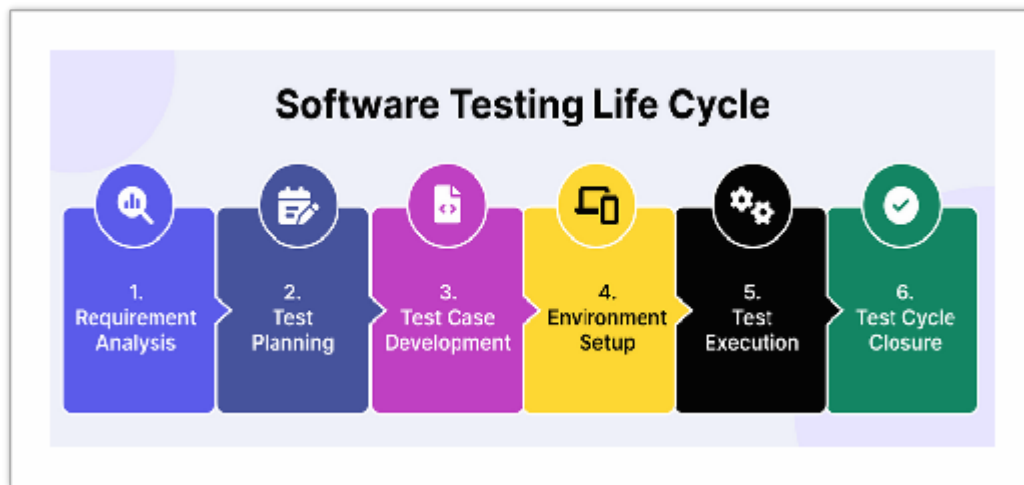 Software Testing Life Cycle
1.
Requirement
Analysis
2.
Test
Planning
3.
Test Case
Development
4.
Environment
Setup
5.
Test
Execution
6.
Test Cycle
Closure